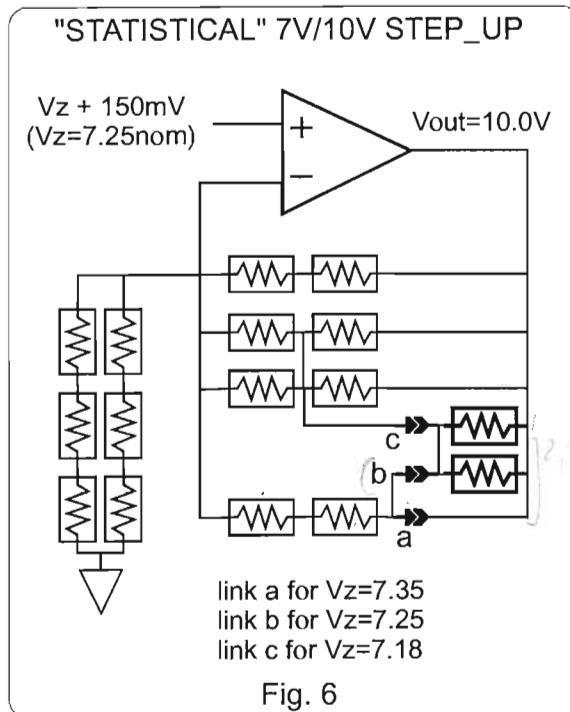 "STATISTICAL" 7V/10V STEP_UP
Vz + 150mV
(Vz=7.25nom)
+
−
Vout=10.0V
c
b
a
link a for Vz=7.35
link b for Vz=7.25
link c for Vz=7.18
Fig. 6